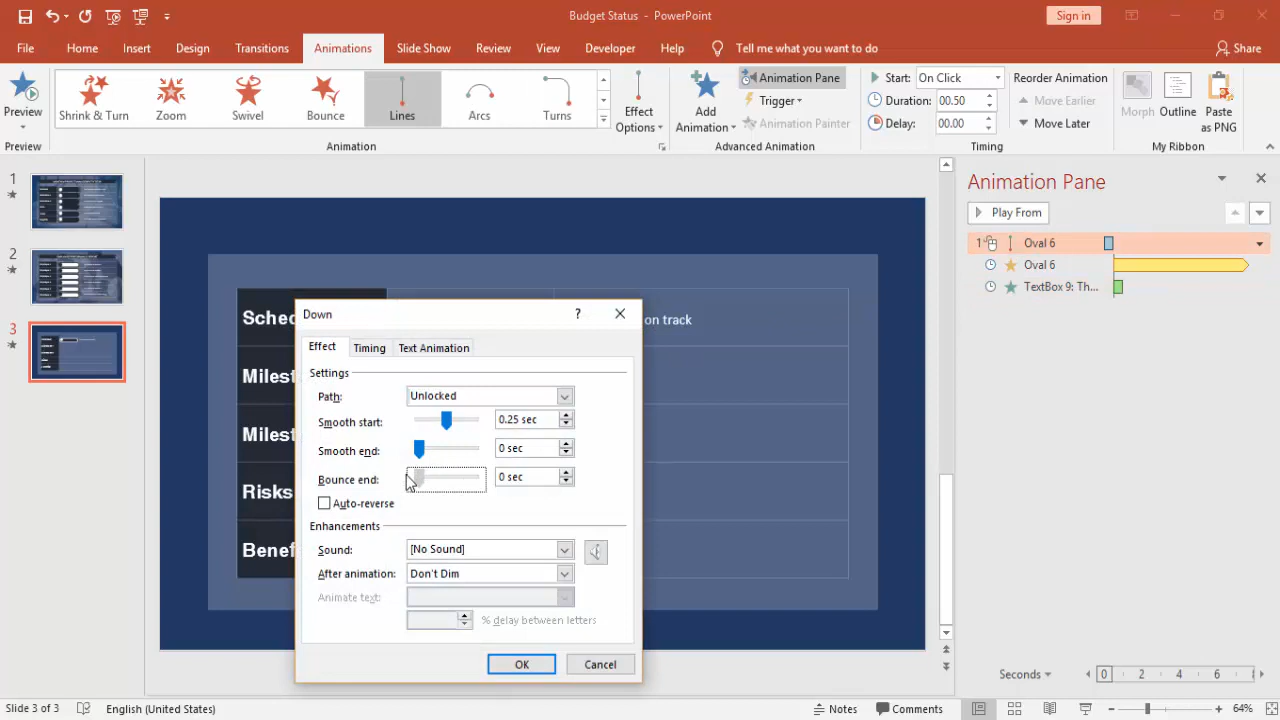 Budget Status - PowerPoint
Sign in
File Home Insert Design Transitions Animations Slide Show Review View Developer Help Tell me what you want to do Share
Preview Shrink & Turn Zoom Swivel Bounce Lines Arcs Turns
Effect Options
Add Animation
Animation Pane
Trigger
Animation Painter
Start: On Click
Duration: 00.50
Delay: 00.00
Reorder Animation
Move Earlier
Move Later
Morph Outline Paste as PNG
Preview Animation Advanced Animation Timing My Ribbon
1
2
3
Animation Pane
Play From
1 Oval 6
Oval 6
TextBox 9: Th...
Sched
on track
Milest
Milest
Risks
Benef
Down
?
Effect Timing Text Animation
Settings
Path: Unlocked
Smooth start: 0.25 sec
Smooth end: 0 sec
Bounce end: 0 sec
Auto-reverse
Enhancements
Sound: [No Sound]
After animation: Don't Dim
Animate text:
% delay between letters
OK Cancel
Seconds 0 2 4 6
Slide 3 of 3 English (United States) Notes Comments 64%